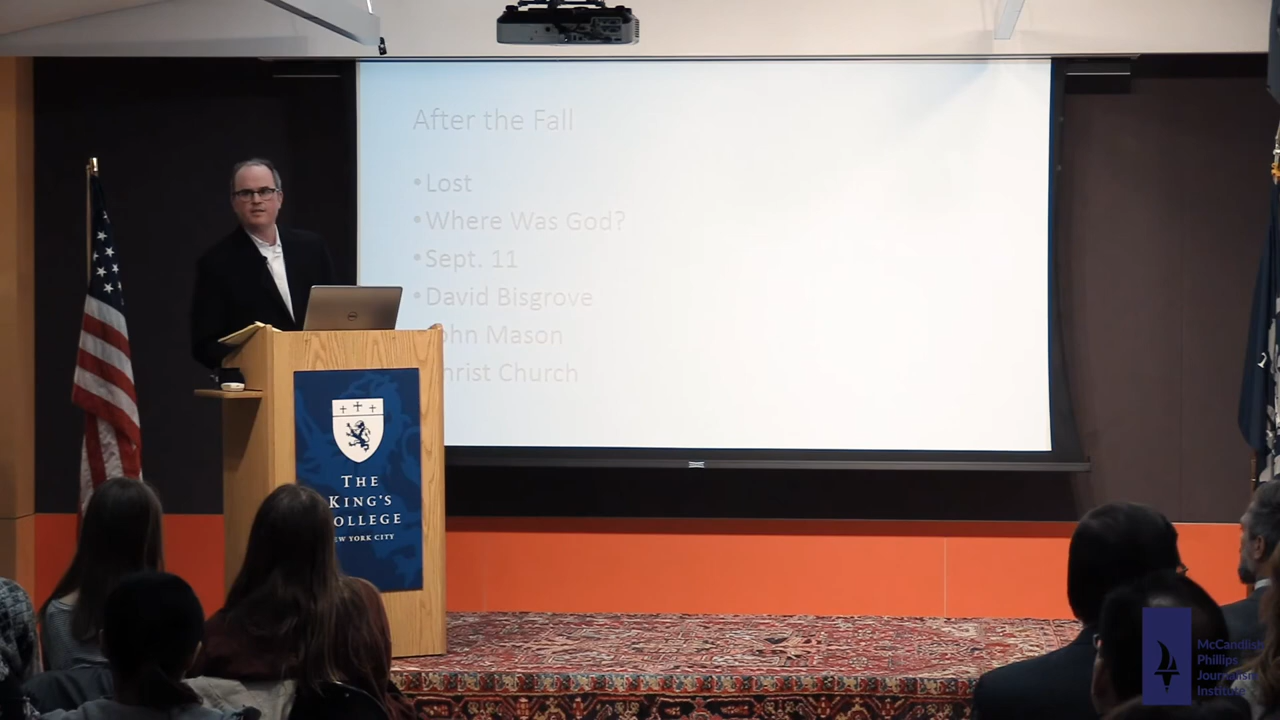 After the Fall
• Lost
• Where Was God?
• Sept. 11
• David Bisgrove
ohn Mason
hrist Church
THE
KING'S
OLLEGE
EW YORK CITY
McCandlish
Phillips
Journalism
Institute